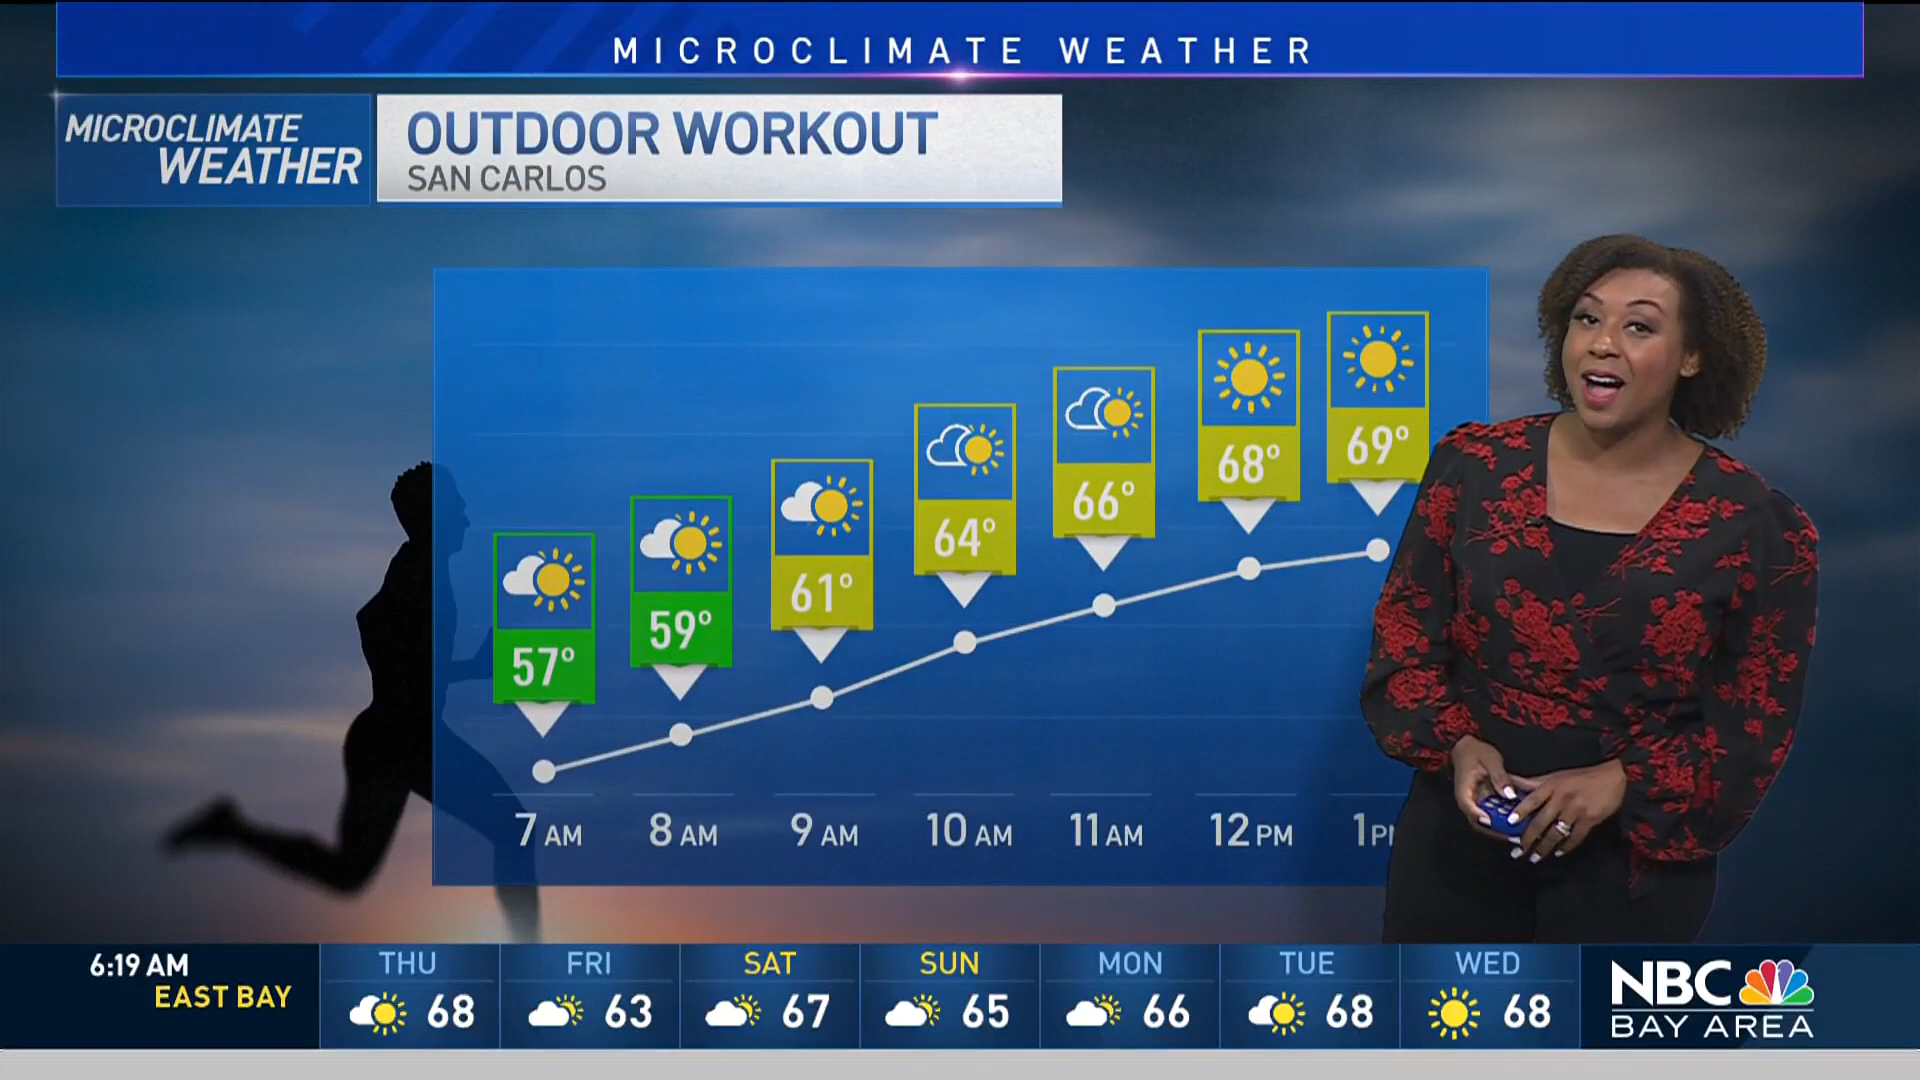 MICROCLIMATE WEATHER
MICROCLIMATE
WEATHER
OUTDOOR WORKOUT
SAN CARLOS
57° 59° 61° 64° 66° 68° 69°
7 AM 8 AM 9 AM 10 AM 11 AM 12 PM 1 P
6:19 AM
EAST BAY
THU FRI SAT SUN MON TUE WED
68 63 67 65 66 68 68
NBC
BAY AREA